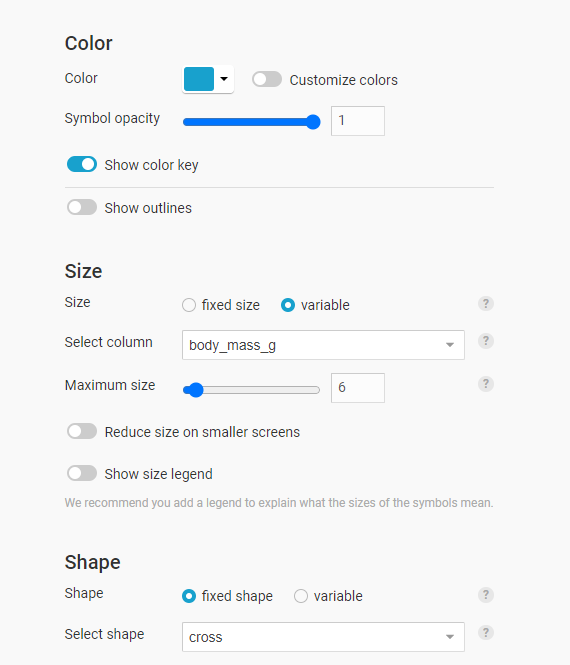 Color
Color
Customize colors
Symbol opacity
1
Show color key
Show outlines
Size
Size
fixed size
variable
?
Select column
body_mass_g
?
Maximum size
6
?
Reduce size on smaller screens
Show size legend
We recommend you add a legend to explain what the sizes of the symbols mean.
Shape
Shape
fixed shape
variable
?
Select shape
cross
?